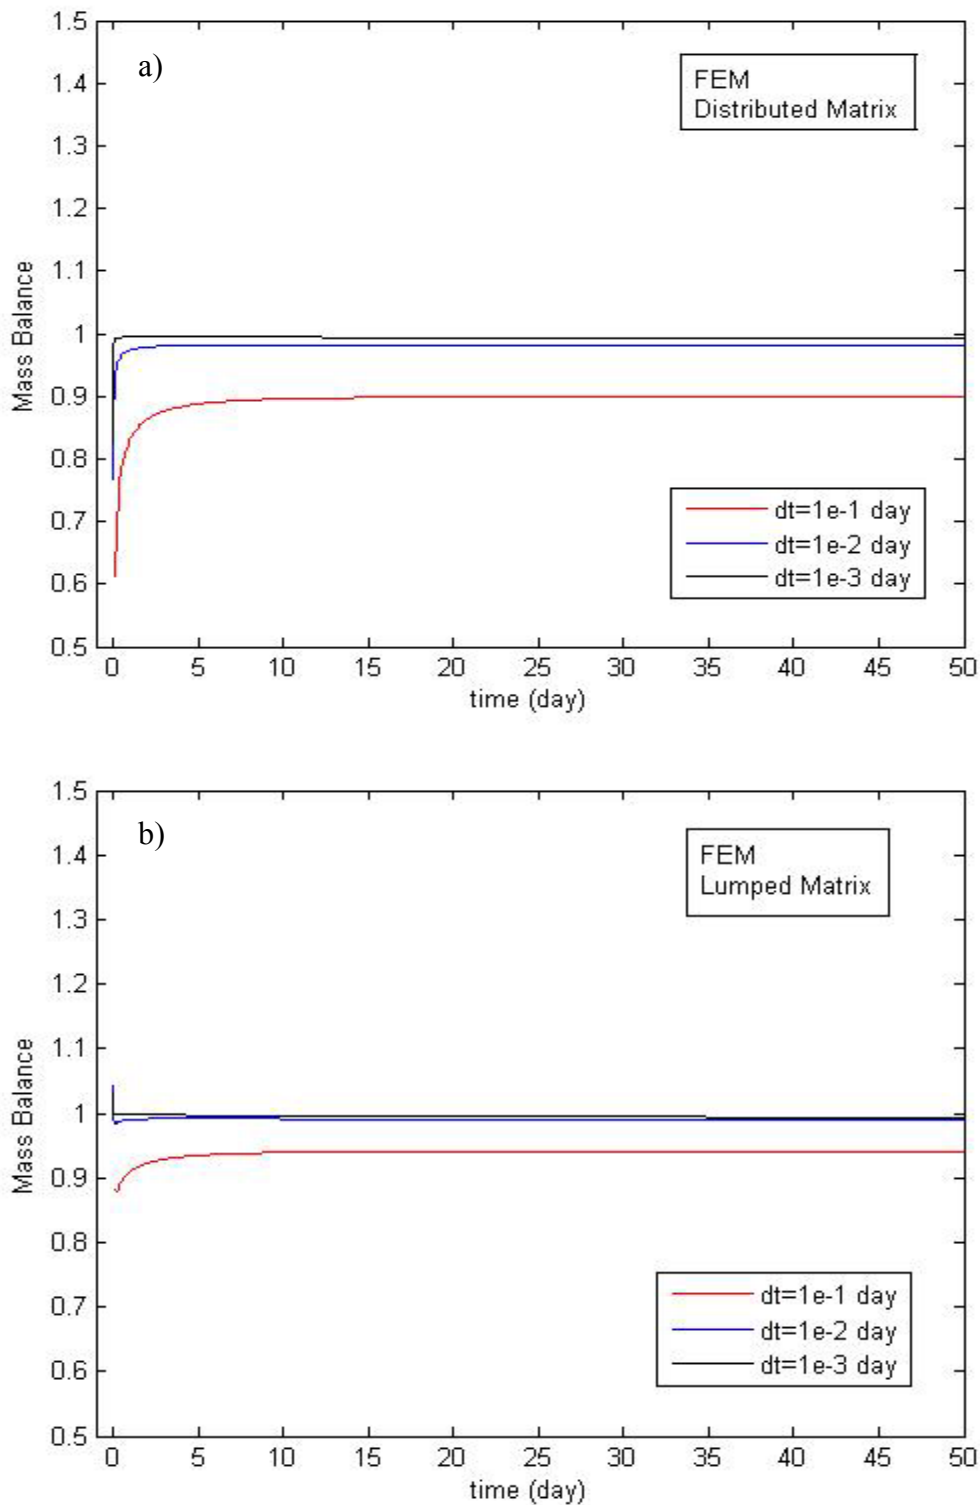 a)
FEM
Distributed Matrix
1.5
1.4
1.3
1.2
1.1
1
0.9
0.8
0.7
0.6
0.5
Mass Balance
dt=1e-1 day
dt=1e-2 day
dt=1e-3 day
0 5 10 15 20 25 30 35 40 45 50
time (day)
b)
FEM
Lumped Matrix
1.5
1.4
1.3
1.2
1.1
1
0.9
0.8
0.7
0.6
0.5
Mass Balance
dt=1e-1 day
dt=1e-2 day
dt=1e-3 day
0 5 10 15 20 25 30 35 40 45 50
time (day)